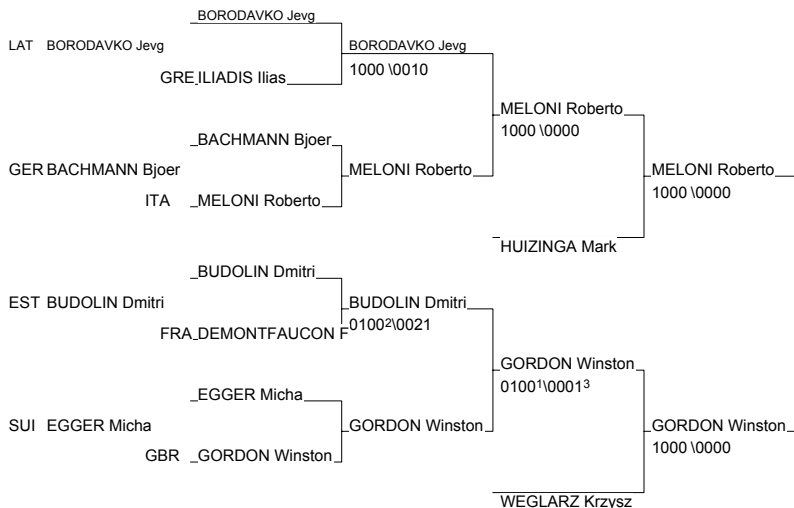 BORODAVKO Jevg
LAT BORODAVKO Jevg
BORODAVKO Jevg
GRE ILIADIS Ilias
1000 \0010
MELONI Roberto
1000 \0000
BACHMANN Bjoer
GER BACHMANN Bjoer
MELONI Roberto
MELONI Roberto
1000 \0000
ITA MELONI Roberto
HUIZINGA Mark
BUDOLIN Dmitri
EST BUDOLIN Dmitri
BUDOLIN Dmitri
FRA DEMONTFAUCON F
0100²\0021
GORDON Winston
0100¹\0001³
EGGER Micha
SUI EGGER Micha
GORDON Winston
GORDON Winston
1000 \0000
GBR GORDON Winston
WEGLARZ Krzysz